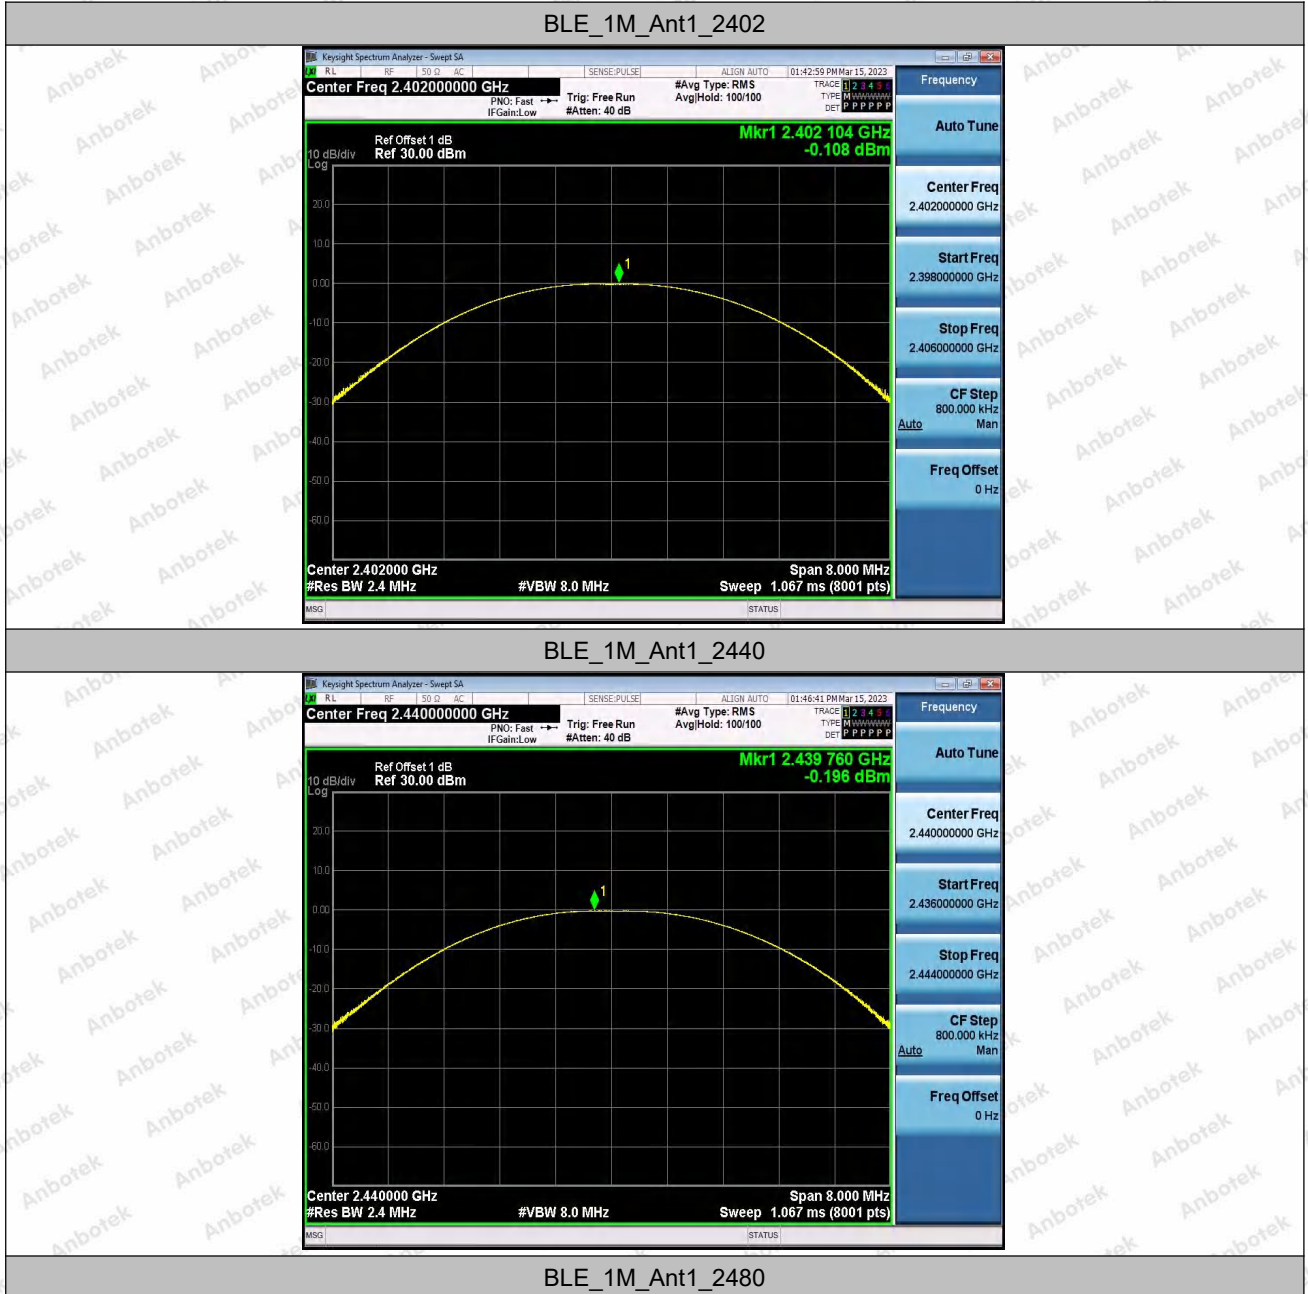 BLE_1M_Ant1_2402
Keysight Spectrum Analyzer - Swept SA
RL RF 50 Ω AC SENSE:PULSE ALIGN AUTO 01:42:59 PM Mar 15, 2023
Center Freq 2.402000000 GHz
PNO: Fast
IFGain:Low
Trig: Free Run
#Atten: 40 dB
#Avg Type: RMS
Avg|Hold: 100/100
TRACE 1 2 3 4 5 6
TYPE M W W W W W
DET P P P P P P
Ref Offset 1 dB
10 dB/div Ref 30.00 dBm
Log
Mkr1 2.402 104 GHz
-0.108 dBm
1
20.0
10.0
0.00
-10.0
-20.0
-30.0
-40.0
-50.0
-60.0
Center 2.402000 GHz Span 8.000 MHz
#Res BW 2.4 MHz #VBW 8.0 MHz Sweep 1.067 ms (8001 pts)
MSG STATUS
Frequency
Auto Tune
Center Freq
2.402000000 GHz
Start Freq
2.398000000 GHz
Stop Freq
2.406000000 GHz
CF Step
800.000 kHz
Auto Man
Freq Offset
0 Hz
BLE_1M_Ant1_2440
Keysight Spectrum Analyzer - Swept SA
RL RF 50 Ω AC SENSE:PULSE ALIGN AUTO 01:46:41 PM Mar 15, 2023
Center Freq 2.440000000 GHz
PNO: Fast
IFGain:Low
Trig: Free Run
#Atten: 40 dB
#Avg Type: RMS
Avg|Hold: 100/100
TRACE 1 2 3 4 5 6
TYPE M W W W W W
DET P P P P P P
Ref Offset 1 dB
10 dB/div Ref 30.00 dBm
Log
Mkr1 2.439 760 GHz
-0.196 dBm
1
20.0
10.0
0.00
-10.0
-20.0
-30.0
-40.0
-50.0
-60.0
Center 2.440000 GHz Span 8.000 MHz
#Res BW 2.4 MHz #VBW 8.0 MHz Sweep 1.067 ms (8001 pts)
MSG STATUS
Frequency
Auto Tune
Center Freq
2.440000000 GHz
Start Freq
2.436000000 GHz
Stop Freq
2.444000000 GHz
CF Step
800.000 kHz
Auto Man
Freq Offset
0 Hz
BLE_1M_Ant1_2480
Anbotek